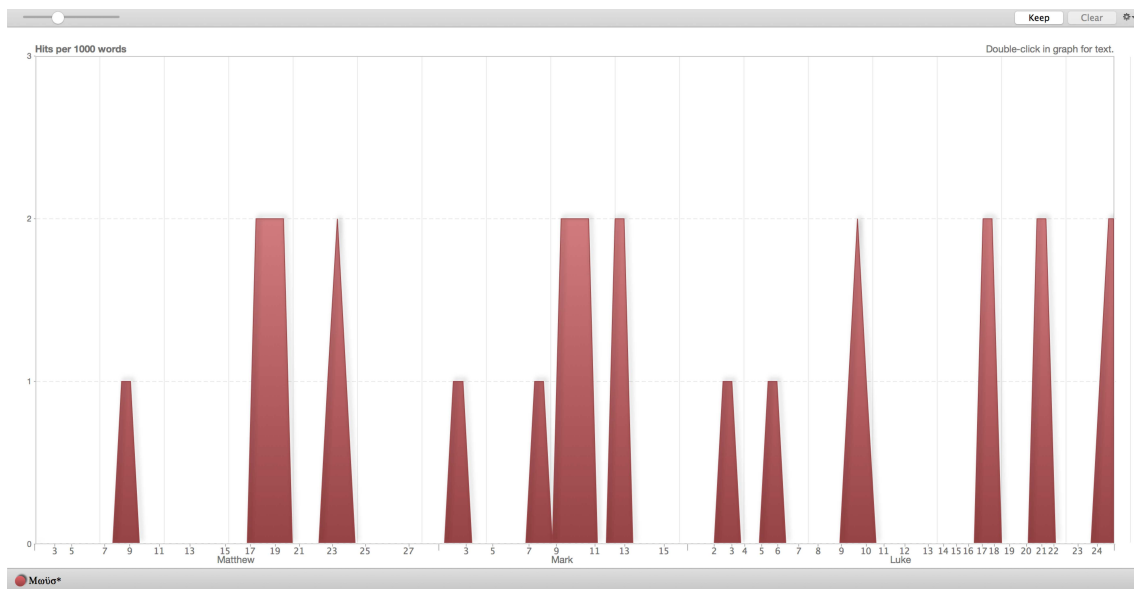 Keep Clear
Hits per 1000 words Double-click in graph for text.
3
2
1
0
3 5 7 9 11 13 15 17 19 21 23 25 27 3 5 7 9 11 13 15 2 3 4 5 6 7 8 9 10 11 12 13 14 15 16 17 18 19 20 21 22 23 24
Matthew Mark Luke
Μωϋσ*